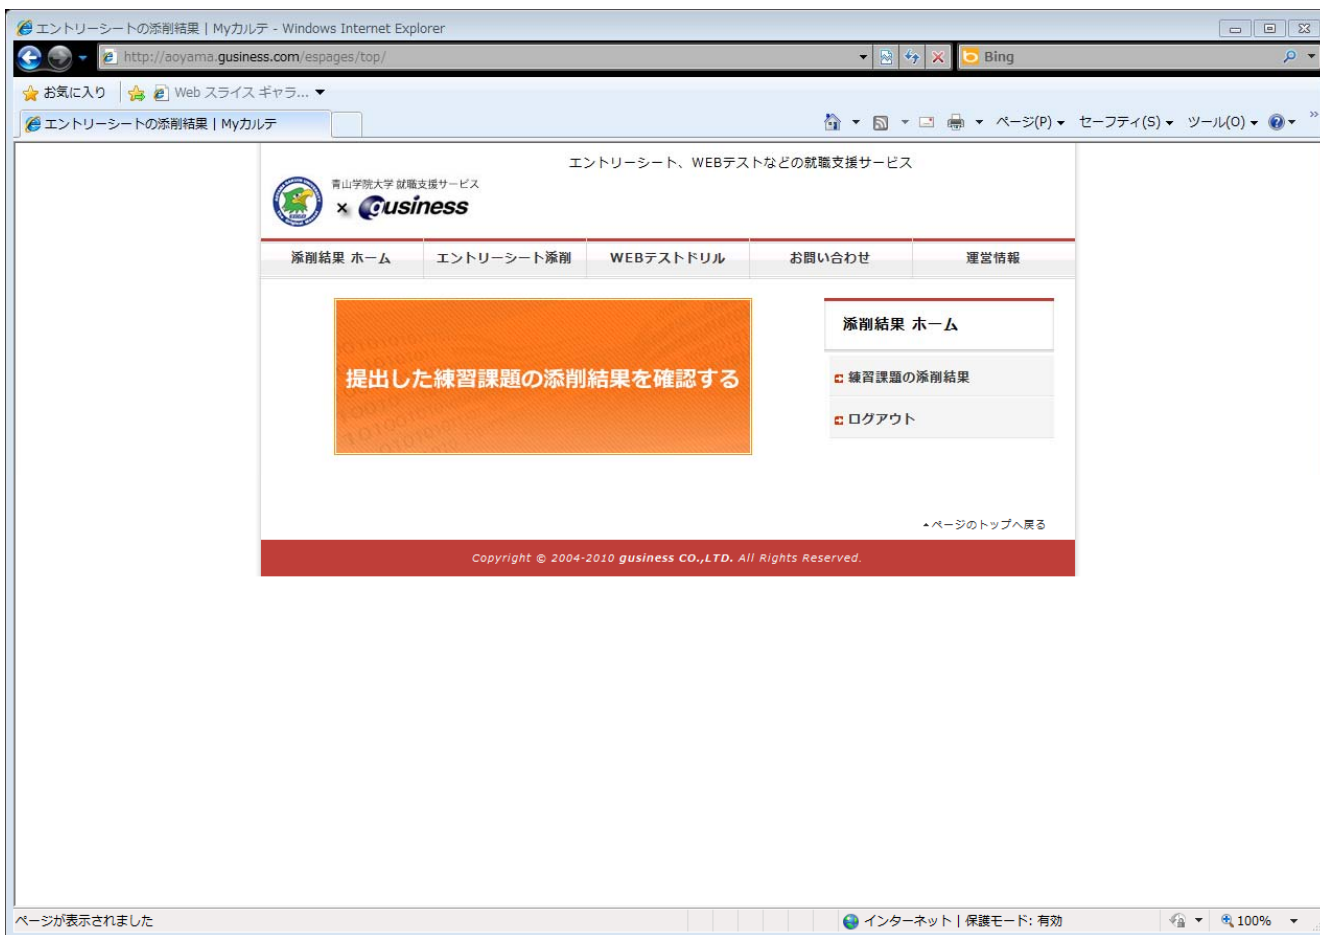 エントリーシートの添削結果 | Myカルテ - Windows Internet Explorer
http://aoyama.gusiness.com/espages/top/
Bing
お気に入り
Web スライス ギャラ...
エントリーシートの添削結果 | Myカルテ
ページ(P)
セーフティ(S)
ツール(O)
エントリーシート、WEBテストなどの就職支援サービス
青山学院大学 就職支援サービス
× gusiness
添削結果 ホーム
エントリーシート添削
WEBテストドリル
お問い合わせ
運営情報
提出した練習課題の添削結果を確認する
添削結果 ホーム
練習課題の添削結果
ログアウト
ページのトップへ戻る
Copyright © 2004-2010 gusiness CO.,LTD. All Rights Reserved.
ページが表示されました
インターネット | 保護モード: 有効
100%